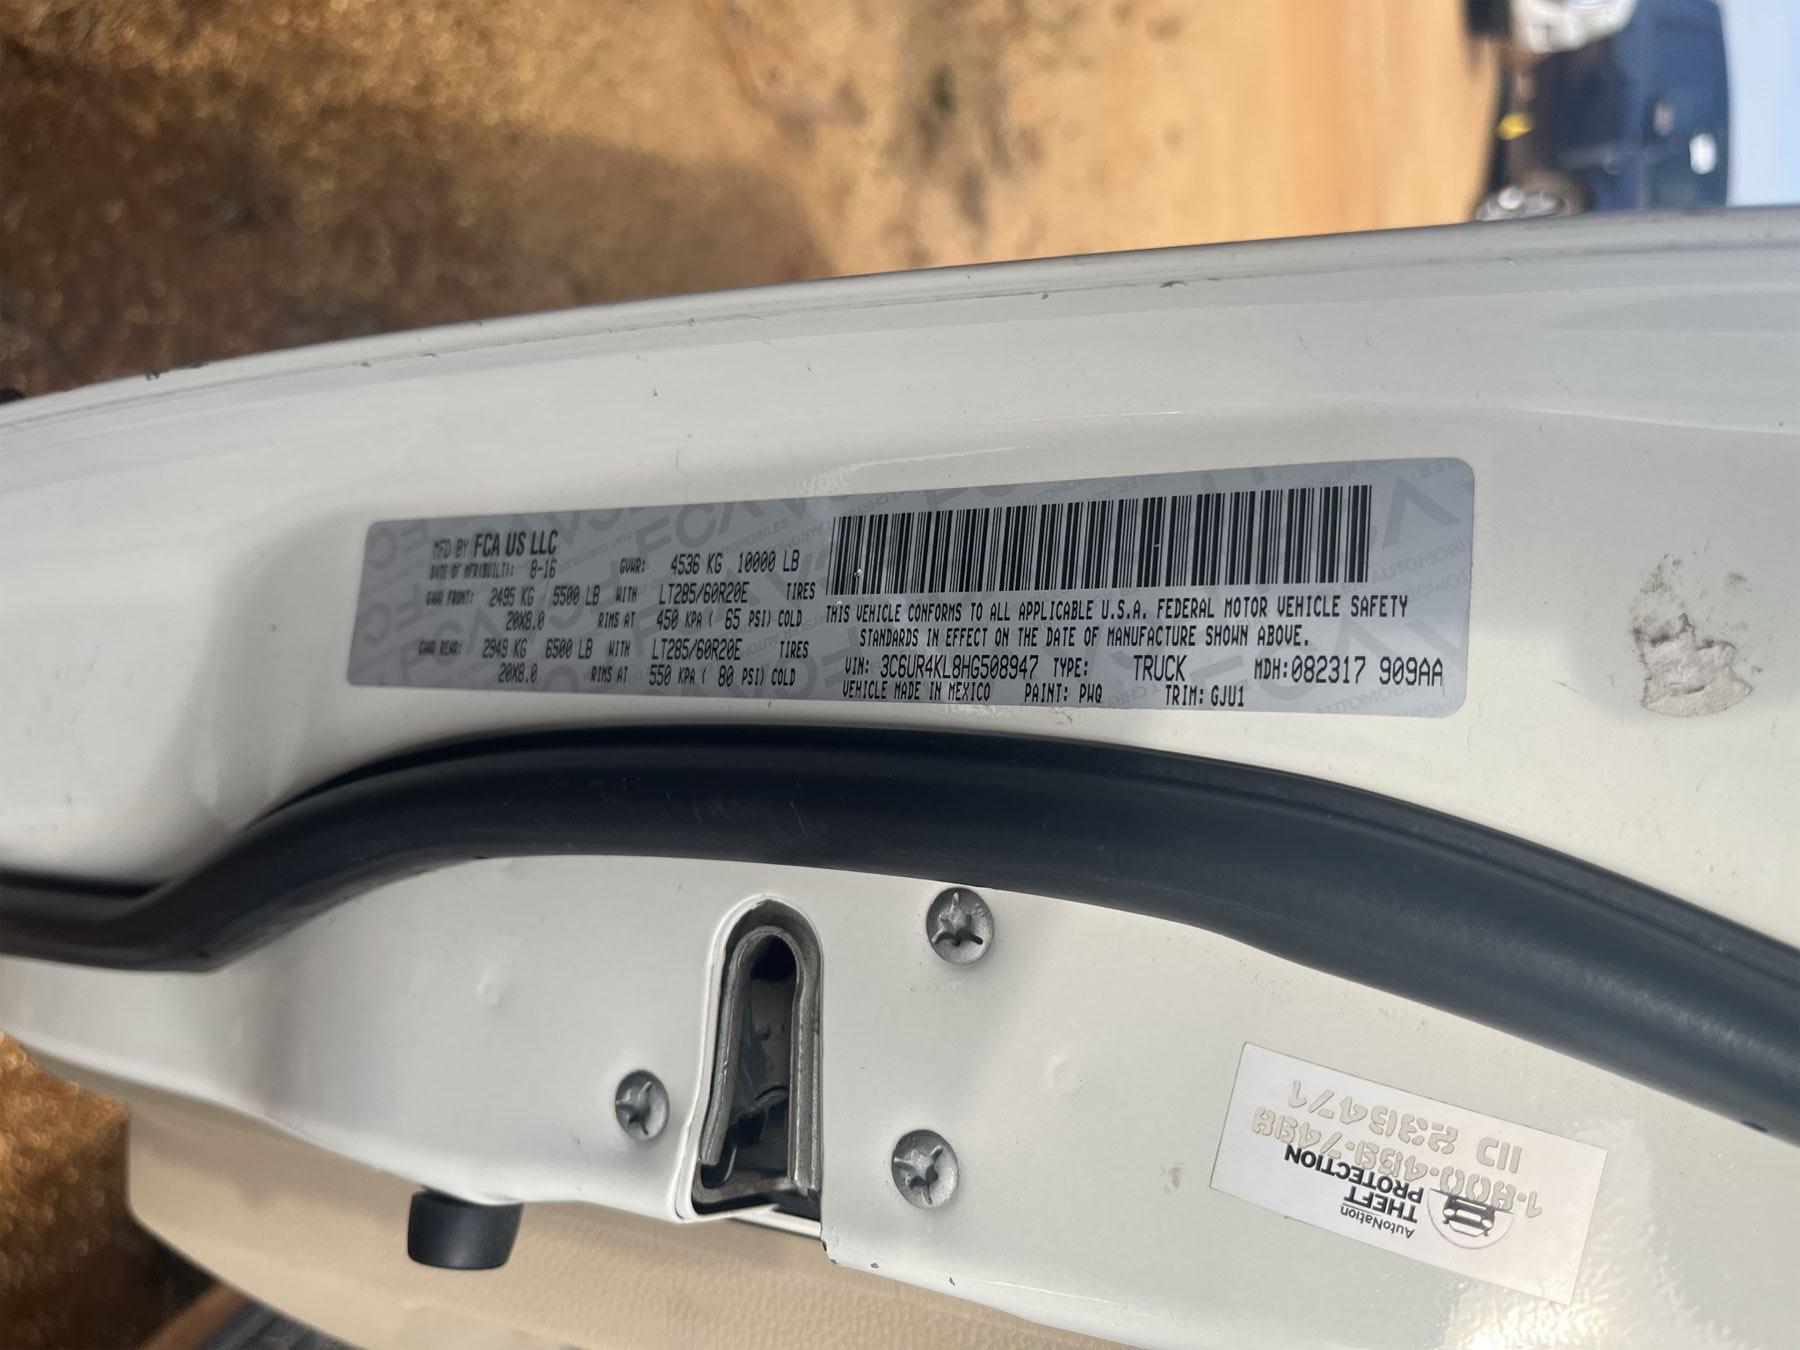 MFD BY FCA US LLC
DATE OF MFR(BUILT): 8-16 GVWR: 4536 KG 10000 LB
GAWR FRONT: 2495 KG / 5500 LB WITH LT285/60R20E TIRES
20X8.0 RIMS AT 450 KPA ( 65 PSI) COLD
GAWR REAR: 2949 KG 6500 LB WITH LT285/60R20E TIRES
20X8.0 RIMS AT 550 KPA ( 80 PSI) COLD
THIS VEHICLE CONFORMS TO ALL APPLICABLE U.S.A. FEDERAL MOTOR VEHICLE SAFETY
STANDARDS IN EFFECT ON THE DATE OF MANUFACTURE SHOWN ABOVE.
VIN: 3C6UR4KL8HG508947 TYPE: TRUCK MDH:082317 909AA
VEHICLE MADE IN MEXICO PAINT: PWQ TRIM: GJU1
AutoNation
THEFT
PROTECTION
1-800-459-7498